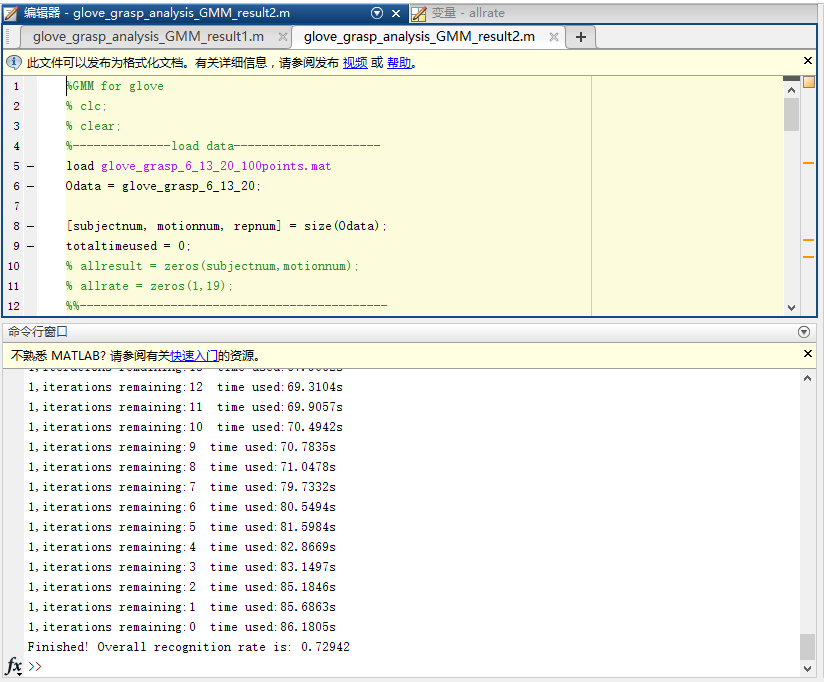 编辑器 - glove_grasp_analysis_GMM_result2.m
变量 - allrate
glove_grasp_analysis_GMM_result1.m
glove_grasp_analysis_GMM_result2.m
此文件可以发布为格式化文档。有关详细信息，请参阅发布 视频 或 帮助。
1 %GMM for glove
2 % clc;
3 % clear;
4 %--------------load data---------------------
5 – load glove_grasp_6_13_20_100points.mat
6 – Odata = glove_grasp_6_13_20;
7
8 – [subjectnum, motionnum, repnum] = size(Odata);
9 – totaltimeused = 0;
10 % allresult = zeros(subjectnum,motionnum);
11 % allrate = zeros(1,19);
12 %%--------------------------------------------
命令行窗口
不熟悉 MATLAB? 请参阅有关快速入门的资源。
1,iterations remaining:12  time used:69.3104s
1,iterations remaining:11  time used:69.9057s
1,iterations remaining:10  time used:70.4942s
1,iterations remaining:9  time used:70.7835s
1,iterations remaining:8  time used:71.0478s
1,iterations remaining:7  time used:79.7332s
1,iterations remaining:6  time used:80.5494s
1,iterations remaining:5  time used:81.5984s
1,iterations remaining:4  time used:82.8669s
1,iterations remaining:3  time used:83.1497s
1,iterations remaining:2  time used:85.1846s
1,iterations remaining:1  time used:85.6863s
1,iterations remaining:0  time used:86.1805s
Finished! Overall recognition rate is: 0.72942
fx >>